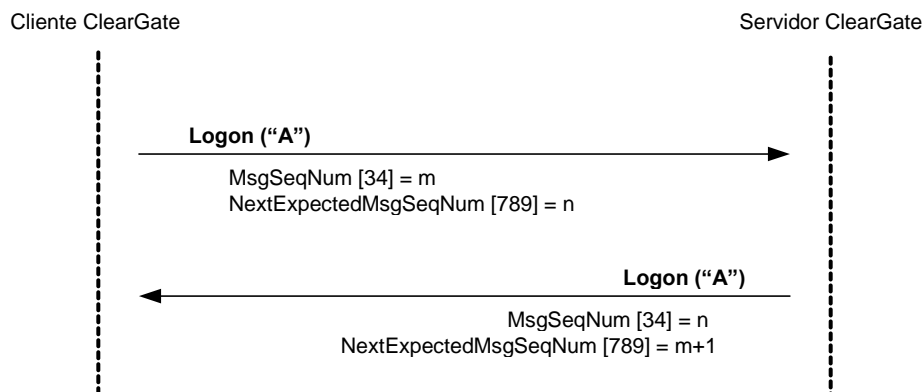 Cliente ClearGate
Servidor ClearGate
Logon (“A”)
MsgSeqNum [34] = m
NextExpectedMsgSeqNum [789] = n
Logon (“A”)
MsgSeqNum [34] = n
NextExpectedMsgSeqNum [789] = m+1